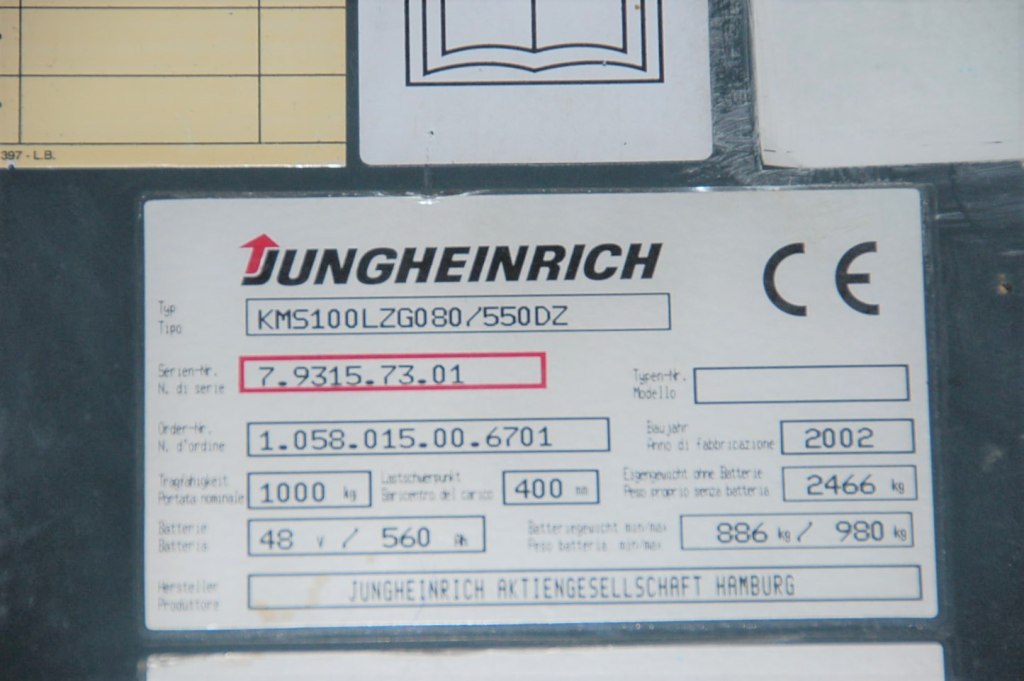 397 - L.B.
JUNGHEINRICH
CE
Typ
Tipo
KMS100LZG080/550DZ
Serien-Nr.
N. di serie
7.9315.73.01
Typen-Nr.
Modello
Order-Nr.
N. d'ordine
1.058.015.00.6701
Baujahr
Anno di fabbricazione
2002
Tragfähigkeit
Portata nominale
1000 kg
Lastschwerpunkt
Baricentro del carico
400 mm
Eigengewicht ohne Batterie
Peso proprio senza batteria
2466 kg
Batterie
Batteria
48 V / 560 Ah
Batteriegewicht min/max
Peso batteria min/max
886 kg / 980 kg
Hersteller
Produttore
JUNGHEINRICH AKTIENGESELLSCHAFT HAMBURG